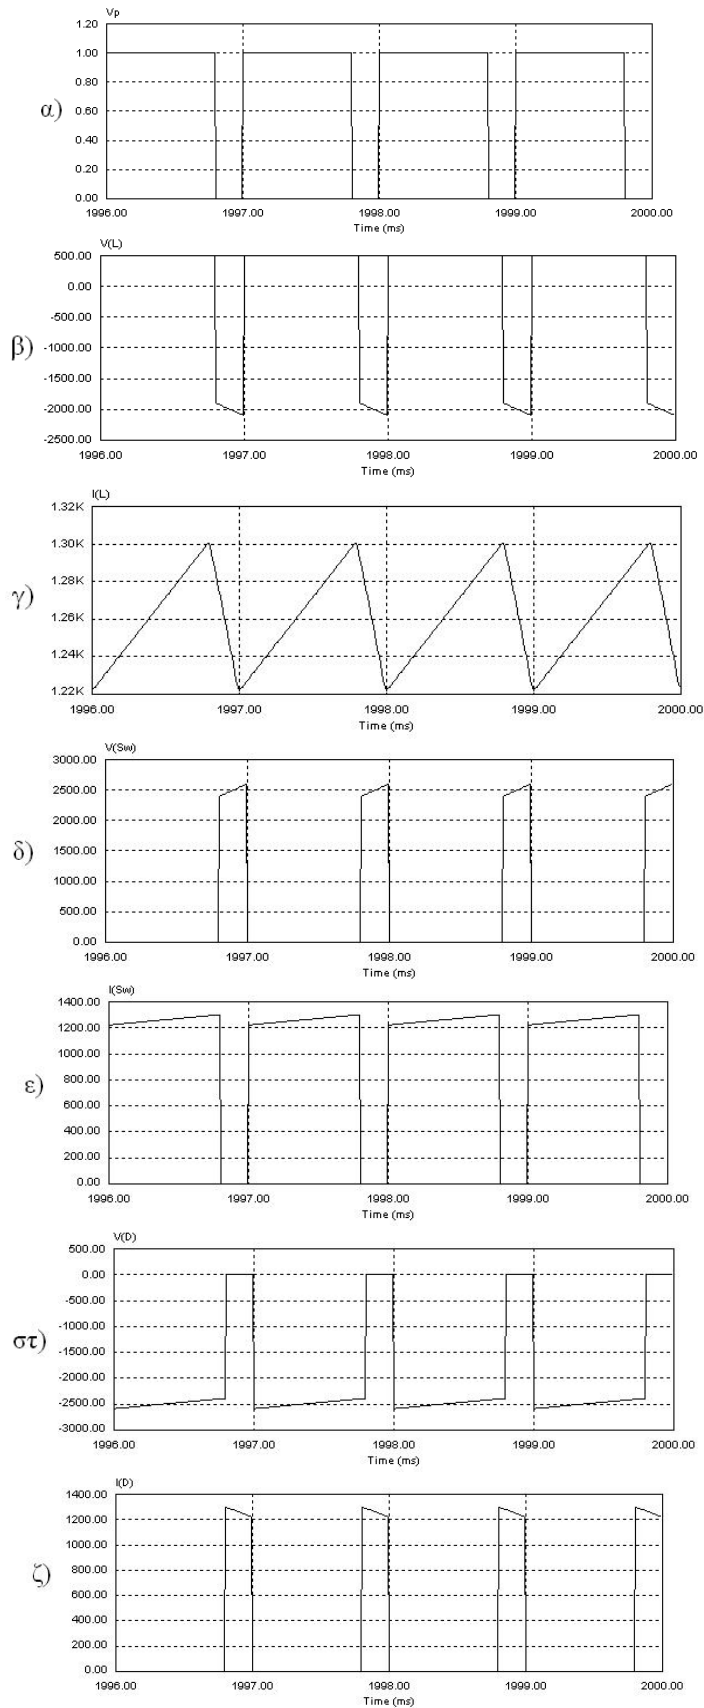 Vp
1.20
1.00
0.80
0.60
0.40
0.20
0.00
α)
1996.00 1997.00 1998.00 1999.00 2000.00
Time (ms)
V(L)
500.00
0.00
-500.00
-1000.00
-1500.00
-2000.00
-2500.00
β)
1996.00 1997.00 1998.00 1999.00 2000.00
Time (ms)
I(L)
1.32K
1.30K
1.28K
1.26K
1.24K
1.22K
γ)
1996.00 1997.00 1998.00 1999.00 2000.00
Time (ms)
V(Sw)
3000.00
2500.00
2000.00
1500.00
1000.00
500.00
0.00
δ)
1996.00 1997.00 1998.00 1999.00 2000.00
Time (ms)
I(Sw)
1400.00
1200.00
1000.00
800.00
600.00
400.00
200.00
0.00
ε)
1996.00 1997.00 1998.00 1999.00 2000.00
Time (ms)
V(D)
500.00
0.00
-500.00
-1000.00
-1500.00
-2000.00
-2500.00
-3000.00
στ)
1996.00 1997.00 1998.00 1999.00 2000.00
Time (ms)
I(D)
1400.00
1200.00
1000.00
800.00
600.00
400.00
200.00
0.00
ζ)
1996.00 1997.00 1998.00 1999.00 2000.00
Time (ms)